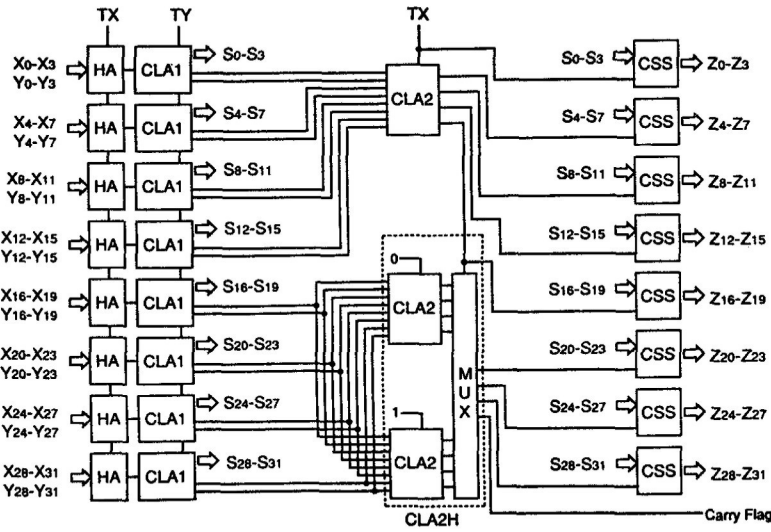 TX TY TX
X0-X3
Y0-Y3
HA CLA1 S0-S3 CLA2 S0-S3 CSS Z0-Z3
X4-X7
Y4-Y7
HA CLA1 S4-S7 S4-S7 CSS Z4-Z7
X8-X11
Y8-Y11
HA CLA1 S8-S11 S8-S11 CSS Z8-Z11
X12-X15
Y12-Y15
HA CLA1 S12-S15 S12-S15 CSS Z12-Z15
X16-X19
Y16-Y19
HA CLA1 S16-S19 0 CLA2 S16-S19 CSS Z16-Z19
X20-X23
Y20-Y23
HA CLA1 S20-S23 MUX S20-S23 CSS Z20-Z23
X24-X27
Y24-Y27
HA CLA1 S24-S27 1 S24-S27 CSS Z24-Z27
X28-X31
Y28-Y31
HA CLA1 S28-S31 CLA2 S28-S31 CSS Z28-Z31
CLA2H Carry Flag